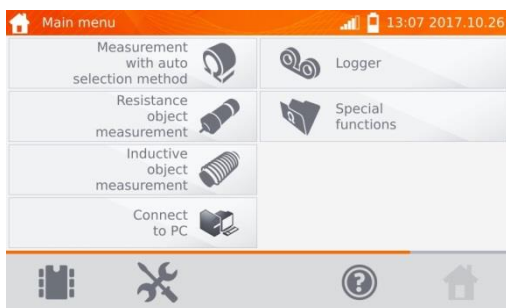 Main menu
13:07 2017.10.26
Measurement
with auto
selection method
Logger
Resistance
object
measurement
Special
functions
Inductive
object
measurement
Connect
to PC
Ω
?